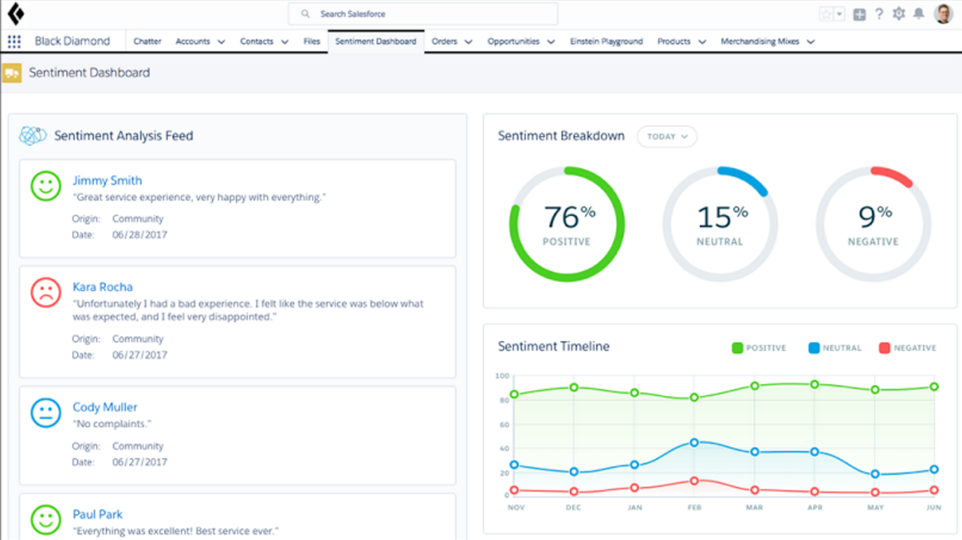 Search Salesforce
Black Diamond
Chatter
Accounts
Contacts
Files
Sentiment Dashboard
Orders
Opportunities
Einstein Playground
Products
Merchandising Mixes
Sentiment Dashboard
Sentiment Analysis Feed
Jimmy Smith
"Great service experience, very happy with everything."
Origin: Community
Date: 06/28/2017
Kara Rocha
"Unfortunately I had a bad experience. I felt like the service was below what
was expected, and I feel very disappointed."
Origin: Community
Date: 06/27/2017
Cody Muller
"No complaints."
Origin: Community
Date: 06/27/2017
Paul Park
"Everything was excellent! Best service ever."
Sentiment Breakdown
TODAY
76%
POSITIVE
15%
NEUTRAL
9%
NEGATIVE
Sentiment Timeline
POSITIVE
NEUTRAL
NEGATIVE
100
80
60
40
20
0
NOV
DEC
JAN
FEB
MAR
APR
MAY
JUN